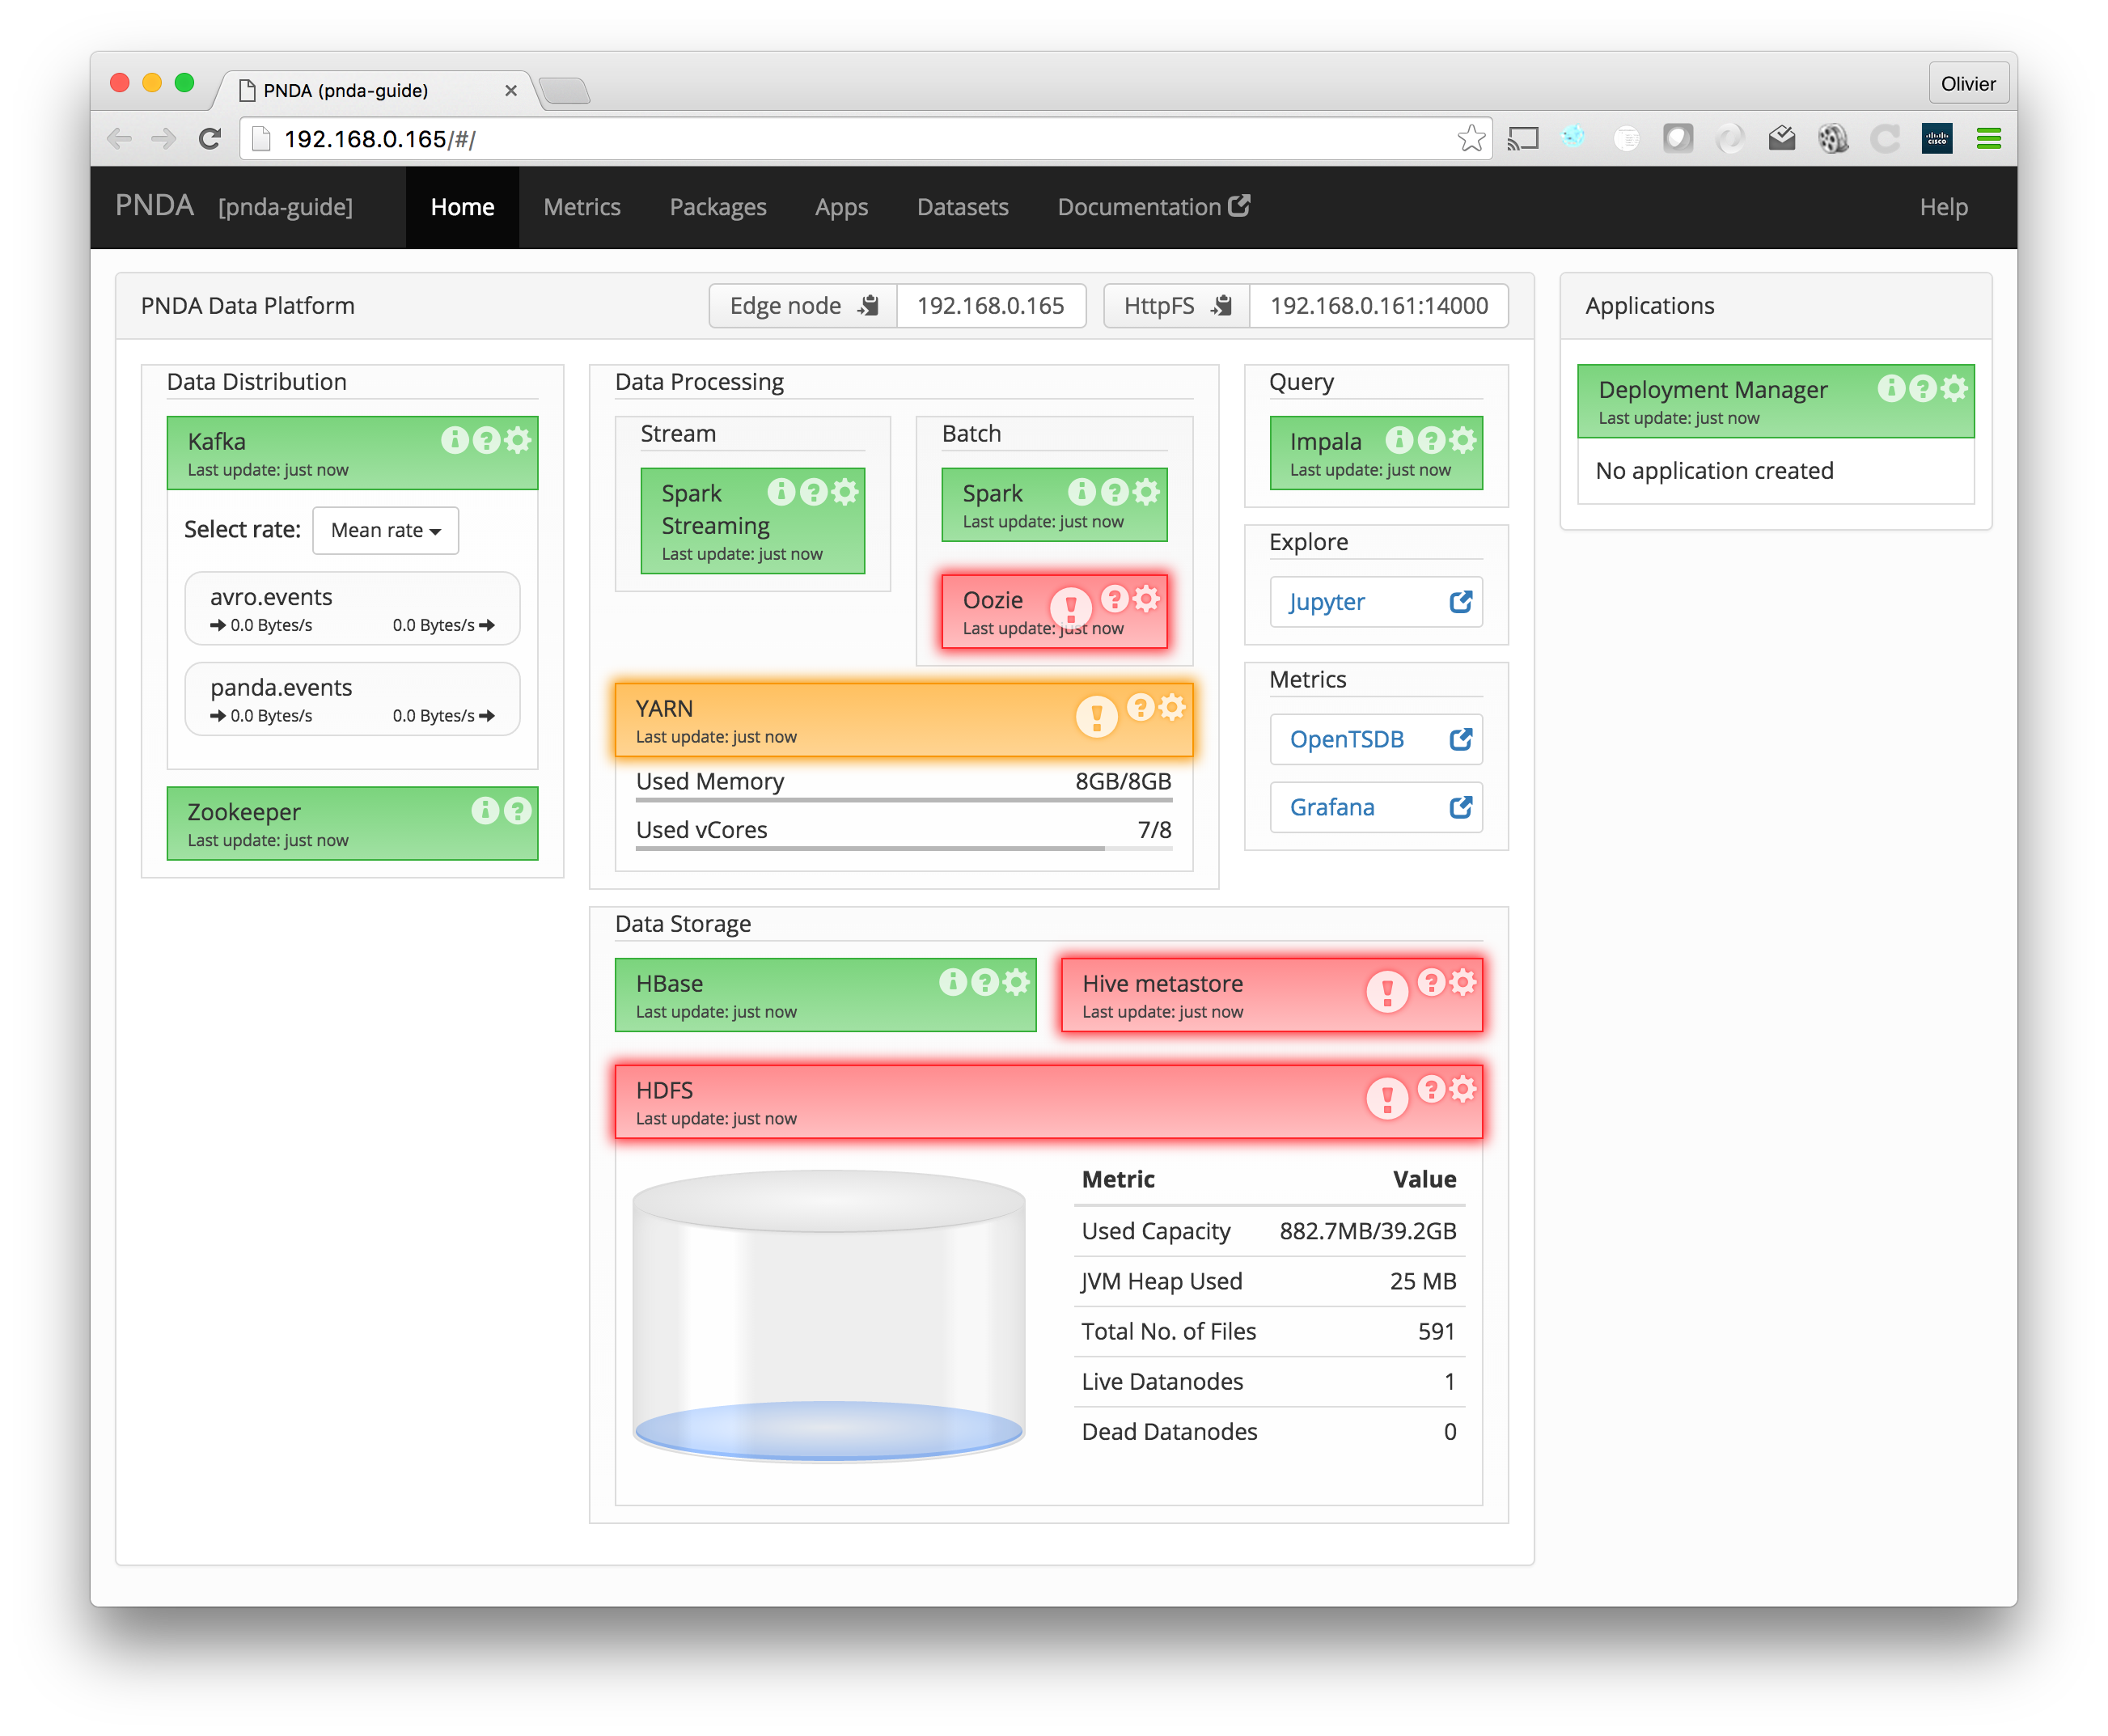 PNDA (pnda-guide)
Olivier
192.168.0.165/#/
cisco
PNDA [pnda-guide] Home Metrics Packages Apps Datasets Documentation Help
PNDA Data Platform
Edge node 192.168.0.165
HttpFS 192.168.0.161:14000
Data Distribution
Kafka
Last update: just now
Select rate: Mean rate
avro.events
0.0 Bytes/s 0.0 Bytes/s
panda.events
0.0 Bytes/s 0.0 Bytes/s
Zookeeper
Last update: just now
Data Processing
Stream
Spark
Streaming
Last update: just now
Batch
Spark
Last update: just now
Oozie
Last update: just now
YARN
Last update: just now
Used Memory 8GB/8GB
Used vCores 7/8
Query
Impala
Last update: just now
Explore
Jupyter
Metrics
OpenTSDB
Grafana
Data Storage
HBase
Last update: just now
Hive metastore
Last update: just now
HDFS
Last update: just now
Metric Value
Used Capacity 882.7MB/39.2GB
JVM Heap Used 25 MB
Total No. of Files 591
Live Datanodes 1
Dead Datanodes 0
Applications
Deployment Manager
Last update: just now
No application created